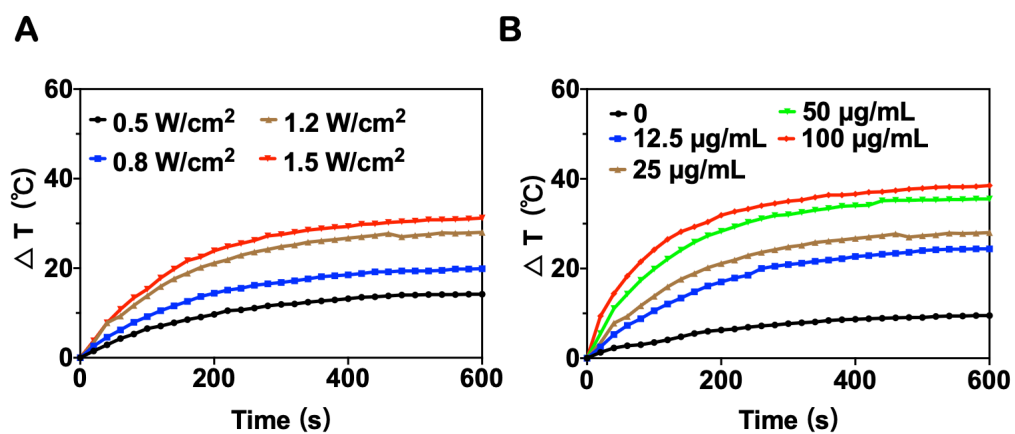 A
60
40
20
0
△ T (℃)
0.5 W/cm²
0.8 W/cm²
1.2 W/cm²
1.5 W/cm²
0 200 400 600
Time (s)
B
60
40
20
0
△ T (℃)
0
12.5 µg/mL
25 µg/mL
50 µg/mL
100 µg/mL
0 200 400 600
Time (s)